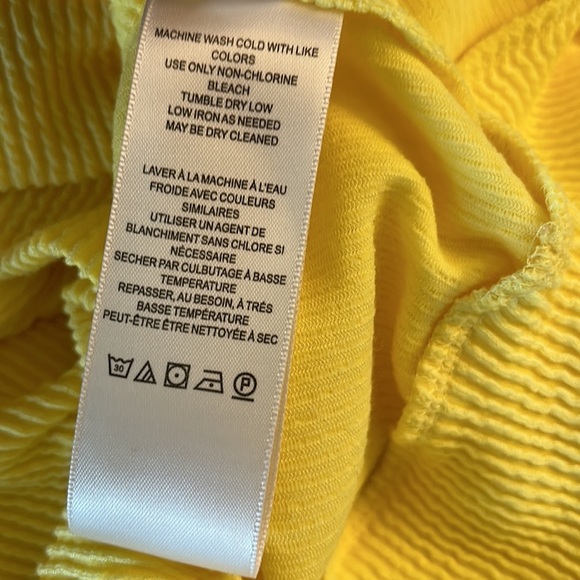 MACHINE WASH COLD WITH LIKE
COLORS
USE ONLY NON-CHLORINE
BLEACH
TUMBLE DRY LOW
LOW IRON AS NEEDED
MAY BE DRY CLEANED
LAVER À LA MACHINE À L'EAU
FROIDE AVEC COULEURS
SIMILAIRES
UTILISER UN AGENT DE
BLANCHIMENT SANS CHLORE SI
NÉCESSAIRE
SECHER PAR CULBUTAGE À BASSE
TEMPERATURE
REPASSER, AU BESOIN, À TRÉS
BASSE TEMPÉRATURE
PEUT-ÊTRE ÊTRE NETTOYÉE À SEC
30 P